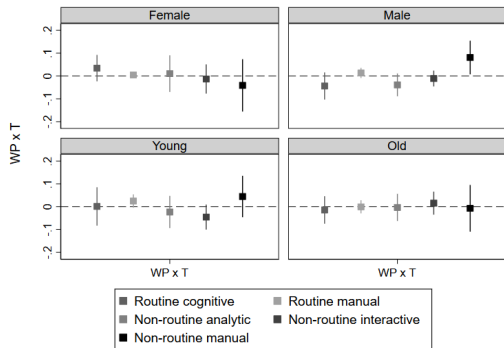 Female
Male
.2
.1
0
-.1
-.2
Young
Old
.2
.1
0
-.1
-.2
WP x T
WP x T
WP x T
Routine cognitive
Routine manual
Non-routine analytic
Non-routine interactive
Non-routine manual